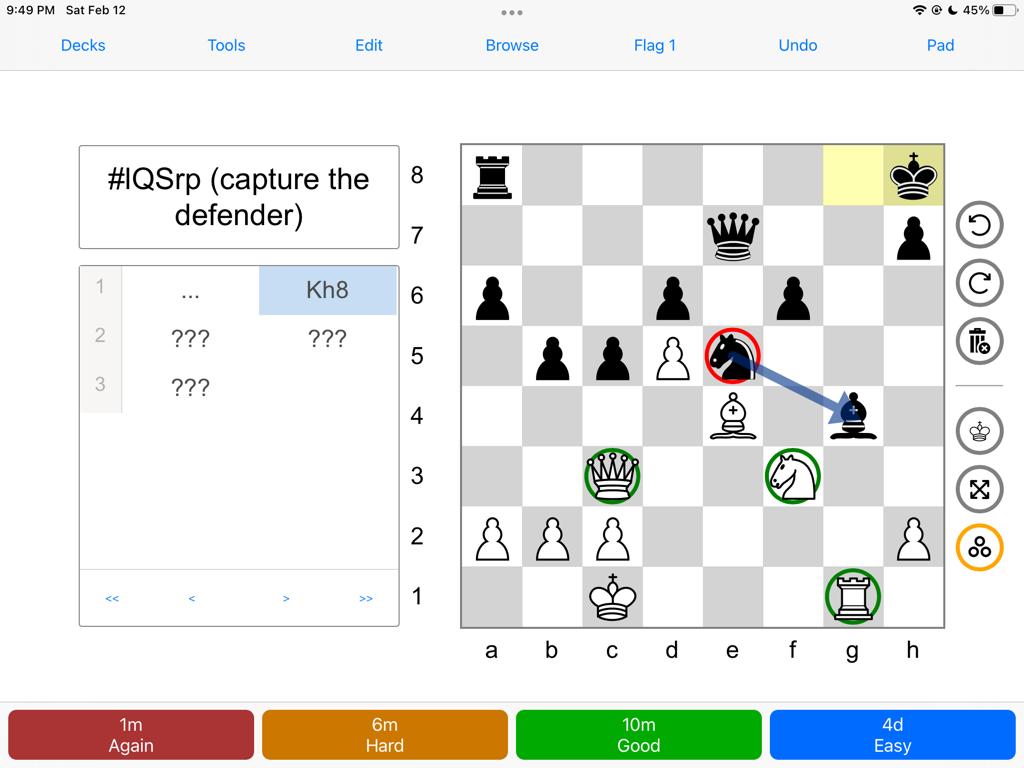 9:49 PM Sat Feb 12
45%
Decks Tools Edit Browse Flag 1 Undo Pad
#lQSrp (capture the
defender)
1 ... Kh8
2 ??? ???
3 ???
<< < > >>
8
7
6
5
4
3
2
1
a b c d e f g h
1m
Again
6m
Hard
10m
Good
4d
Easy